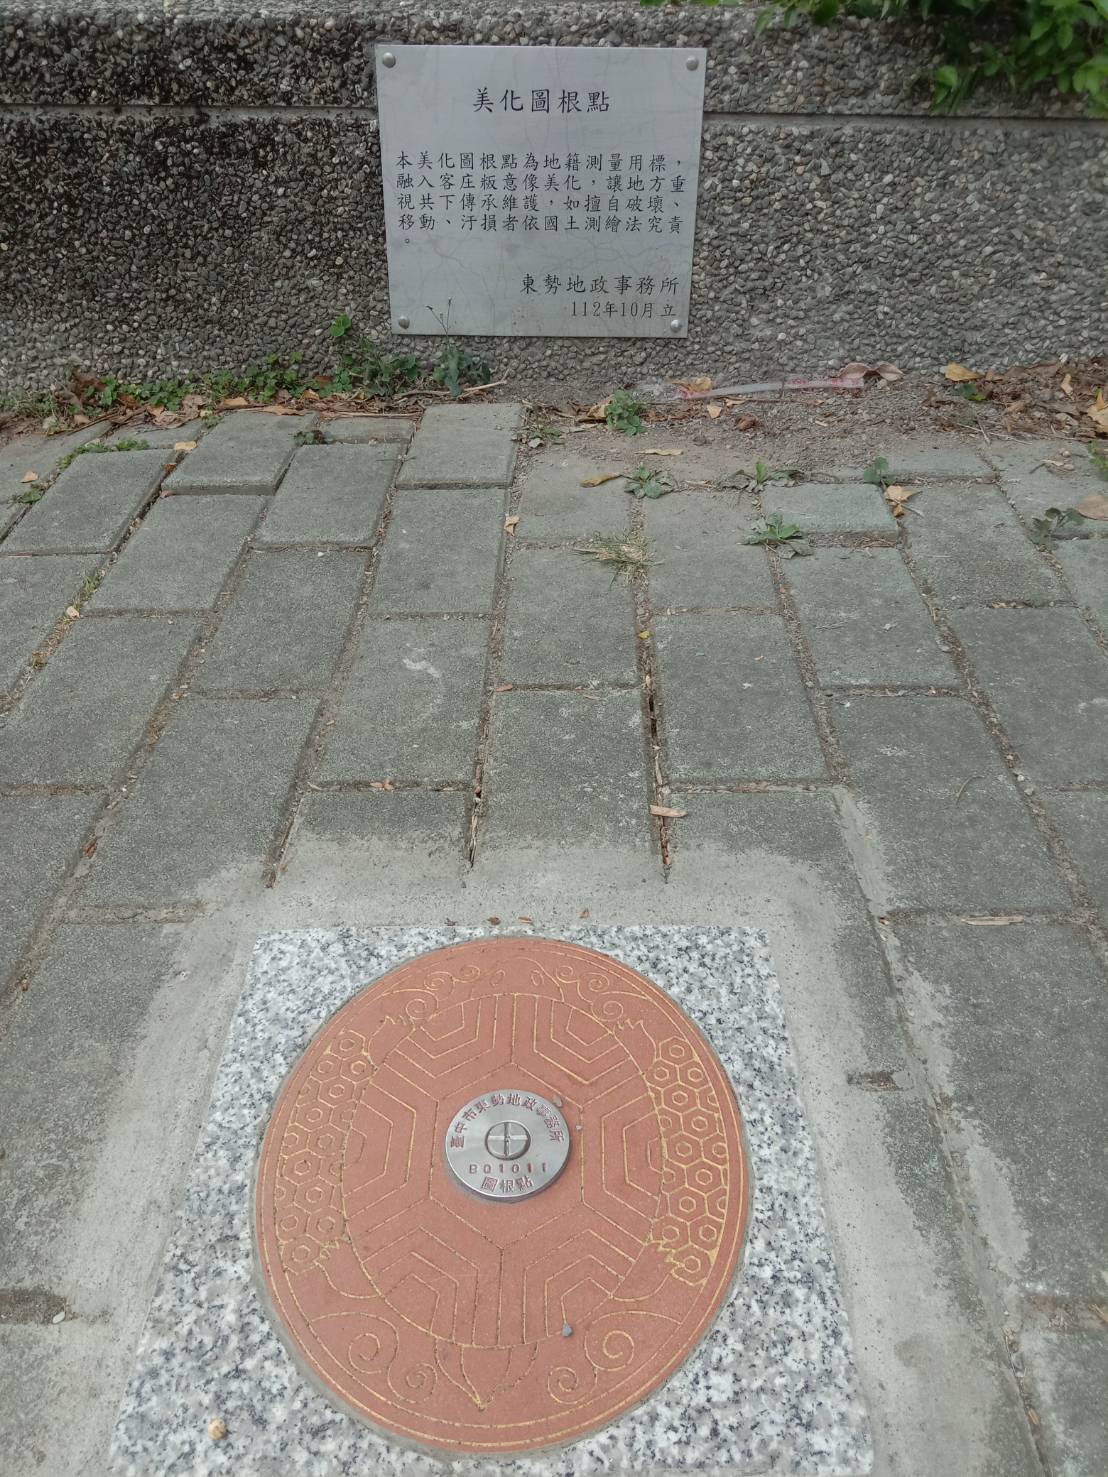 美化圖根點
本美化圖根點為地籍測量用標，
融入客庄版意像美化，讓地方重
視共下傳承維護，如擅自破壞、
移動、汙損者依國土測繪法究責
。
東勢地政事務所
112年10月立
臺中市東勢地政事務所
BQ1011
圖根點